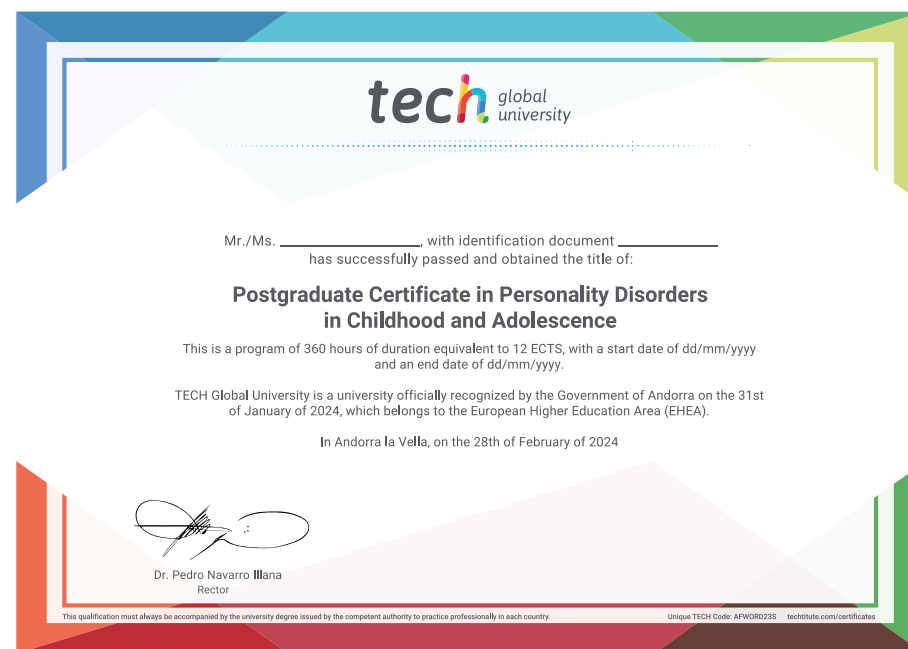 tech global
university
Mr./Ms. ____________, with identification document ____________
has successfully passed and obtained the title of:
Postgraduate Certificate in Personality Disorders
in Childhood and Adolescence
This is a program of 360 hours of duration equivalent to 12 ECTS, with a start date of dd/mm/yyyy
and an end date of dd/mm/yyyy.
TECH Global University is a university officially recognized by the Government of Andorra on the 31st
of January of 2024, which belongs to the European Higher Education Area (EHEA).
In Andorra la Vella, on the 28th of February of 2024
Dr. Pedro Navarro Illana
Rector
This qualification must always be accompanied by the university degree issued by the competent authority to practice professionally in each country.
Unique TECH Code: AFWORD23S techtitute.com/certificates